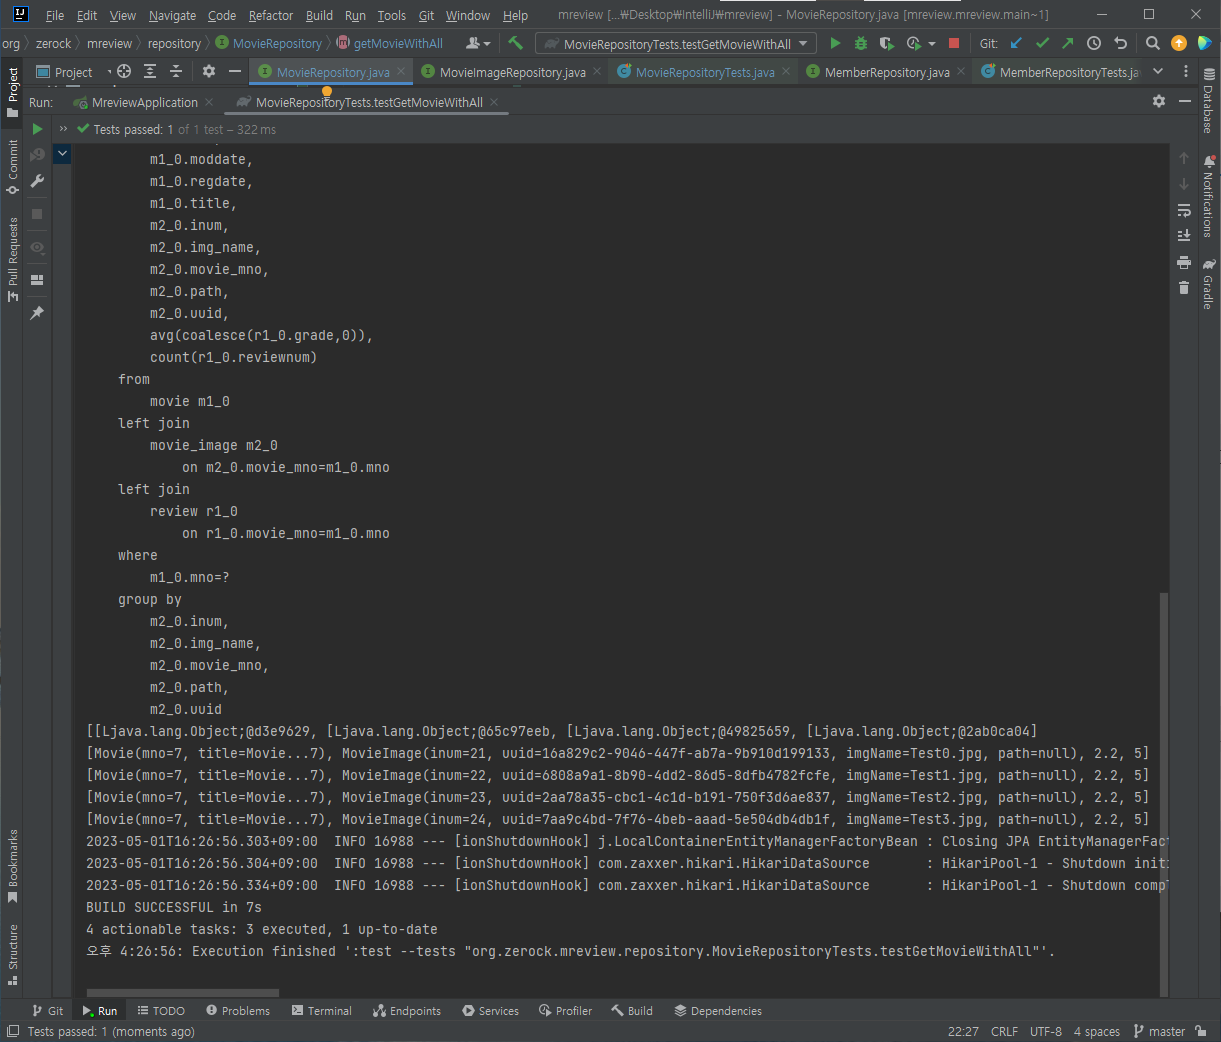 File Edit View Navigate Code Refactor Build Run Tools Git Window Help mreview [...₩Desktop₩IntelliJ₩mreview] - MovieRepository.java [mreview.mreview.main~1]
org zerock mreview repository MovieRepository getMovieWithAll MovieRepositoryTests.testGetMovieWithAll Git:
Project MovieRepository.java MovieImageRepository.java MovieRepositoryTests.java MemberRepository.java MemberRepositoryTests.ja
Run: MreviewApplication MovieRepositoryTests.testGetMovieWithAll
Tests passed: 1 of 1 test – 322 ms
m1_0.moddate,
m1_0.regdate,
m1_0.title,
m2_0.inum,
m2_0.img_name,
m2_0.movie_mno,
m2_0.path,
m2_0.uuid,
avg(coalesce(r1_0.grade,0)),
count(r1_0.reviewnum)
from
movie m1_0
left join
movie_image m2_0
on m2_0.movie_mno=m1_0.mno
left join
review r1_0
on r1_0.movie_mno=m1_0.mno
where
m1_0.mno=?
group by
m2_0.inum,
m2_0.img_name,
m2_0.movie_mno,
m2_0.path,
m2_0.uuid
[[Ljava.lang.Object;@d3e9629, [Ljava.lang.Object;@65c97eeb, [Ljava.lang.Object;@49825659, [Ljava.lang.Object;@2ab0ca04]
[Movie(mno=7, title=Movie...7), MovieImage(inum=21, uuid=16a829c2-9046-447f-ab7a-9b910d199133, imgName=Test0.jpg, path=null), 2.2, 5]
[Movie(mno=7, title=Movie...7), MovieImage(inum=22, uuid=6808a9a1-8b90-4dd2-86d5-8dfb4782fcfe, imgName=Test1.jpg, path=null), 2.2, 5]
[Movie(mno=7, title=Movie...7), MovieImage(inum=23, uuid=2aa78a35-cbc1-4c1d-b191-750f3d6ae837, imgName=Test2.jpg, path=null), 2.2, 5]
[Movie(mno=7, title=Movie...7), MovieImage(inum=24, uuid=7aa9c4bd-7f76-4beb-aaad-5e504db4db1f, imgName=Test3.jpg, path=null), 2.2, 5]
2023-05-01T16:26:56.303+09:00 INFO 16988 --- [ionShutdownHook] j.LocalContainerEntityManagerFactoryBean : Closing JPA EntityManagerFac
2023-05-01T16:26:56.304+09:00 INFO 16988 --- [ionShutdownHook] com.zaxxer.hikari.HikariDataSource : HikariPool-1 - Shutdown initi
2023-05-01T16:26:56.334+09:00 INFO 16988 --- [ionShutdownHook] com.zaxxer.hikari.HikariDataSource : HikariPool-1 - Shutdown comp
BUILD SUCCESSFUL in 7s
4 actionable tasks: 3 executed, 1 up-to-date
오후 4:26:56: Execution finished ':test --tests "org.zerock.mreview.repository.MovieRepositoryTests.testGetMovieWithAll"'.
Project
Commit
Pull Requests
Bookmarks
Structure
Database
Notifications
Gradle
Git Run TODO Problems Terminal Endpoints Services Profiler Build Dependencies
Tests passed: 1 (moments ago) 22:27 CRLF UTF-8 4 spaces master